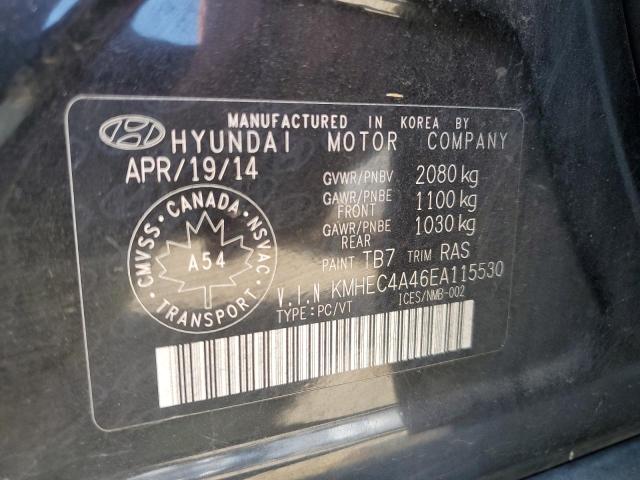 MANUFACTURED IN KOREA BY
HYUNDAI MOTOR COMPANY
APR/19/14
GVWR/PNBV 2080 kg
GAWR/PNBE FRONT 1100 kg
GAWR/PNBE REAR 1030 kg
PAINT TB7 TRIM RAS
V.I.N KMHEC4A46EA115530
TYPE:PC/VT ICES/NMB-002
CMVSS · CANADA · NSVAC
A54
TRANSPORT